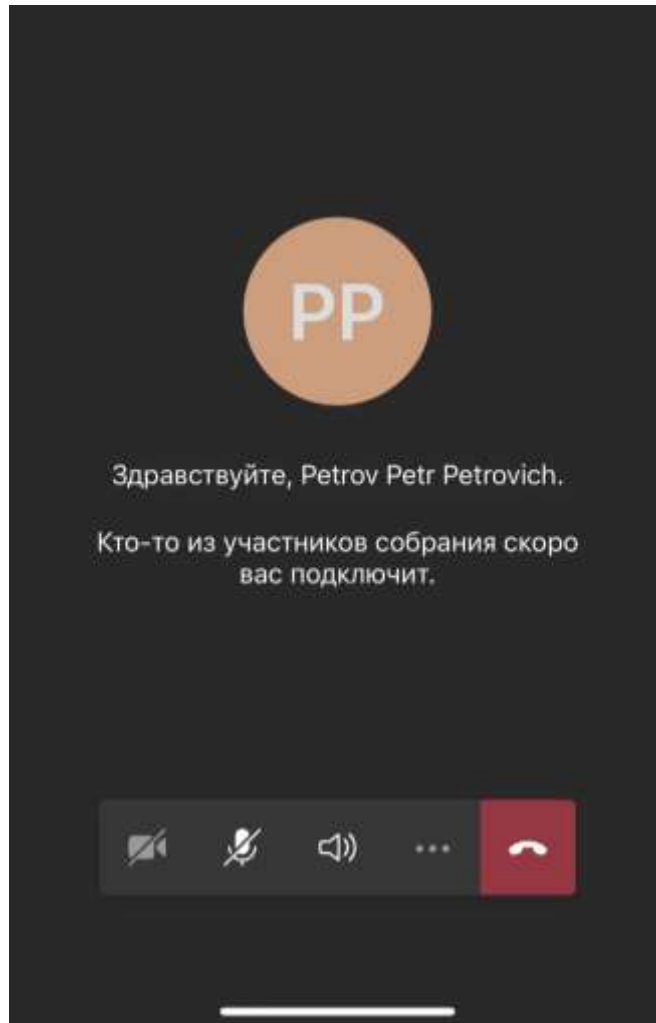 PP
Здравствуйте, Petrov Petr Petrovich.
Кто-то из участников собрания скоро
вас подключит.